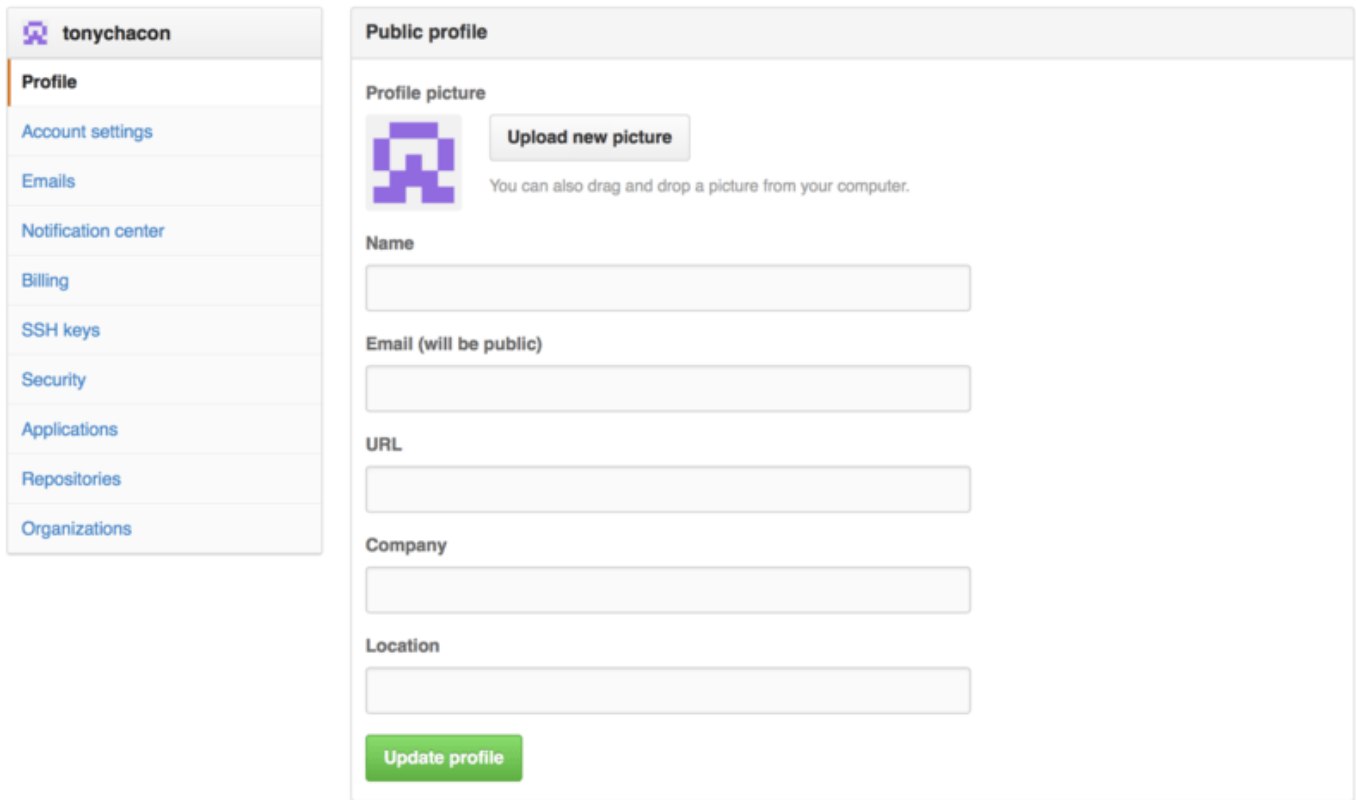 tonychacon
Profile
Account settings
Emails
Notification center
Billing
SSH keys
Security
Applications
Repositories
Organizations
Public profile
Profile picture
Upload new picture
You can also drag and drop a picture from your computer.
Name
Email (will be public)
URL
Company
Location
Update profile